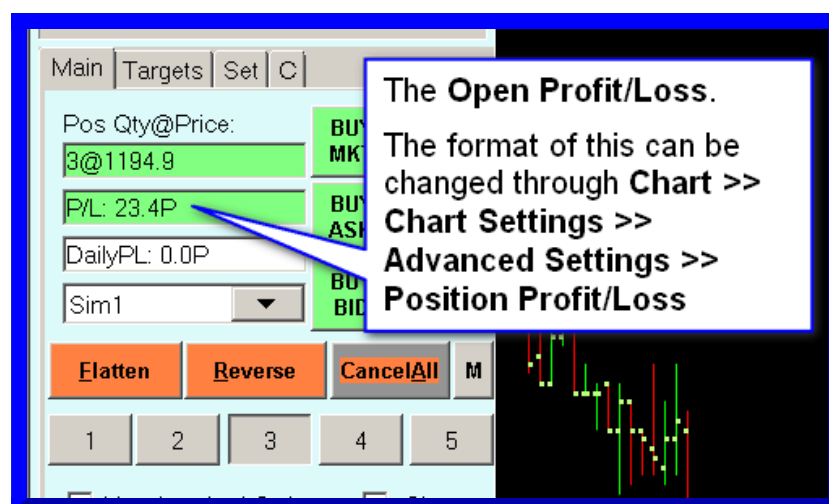 Main Targets Set C
Pos Qty@Price:
3@1194.9
P/L: 23.4P
DailyPL: 0.0P
Sim1
The Open Profit/Loss.
The format of this can be
changed through Chart >>
Chart Settings >>
Advanced Settings >>
Position Profit/Loss
Flatten Reverse CancelAll M
1 2 3 4 5